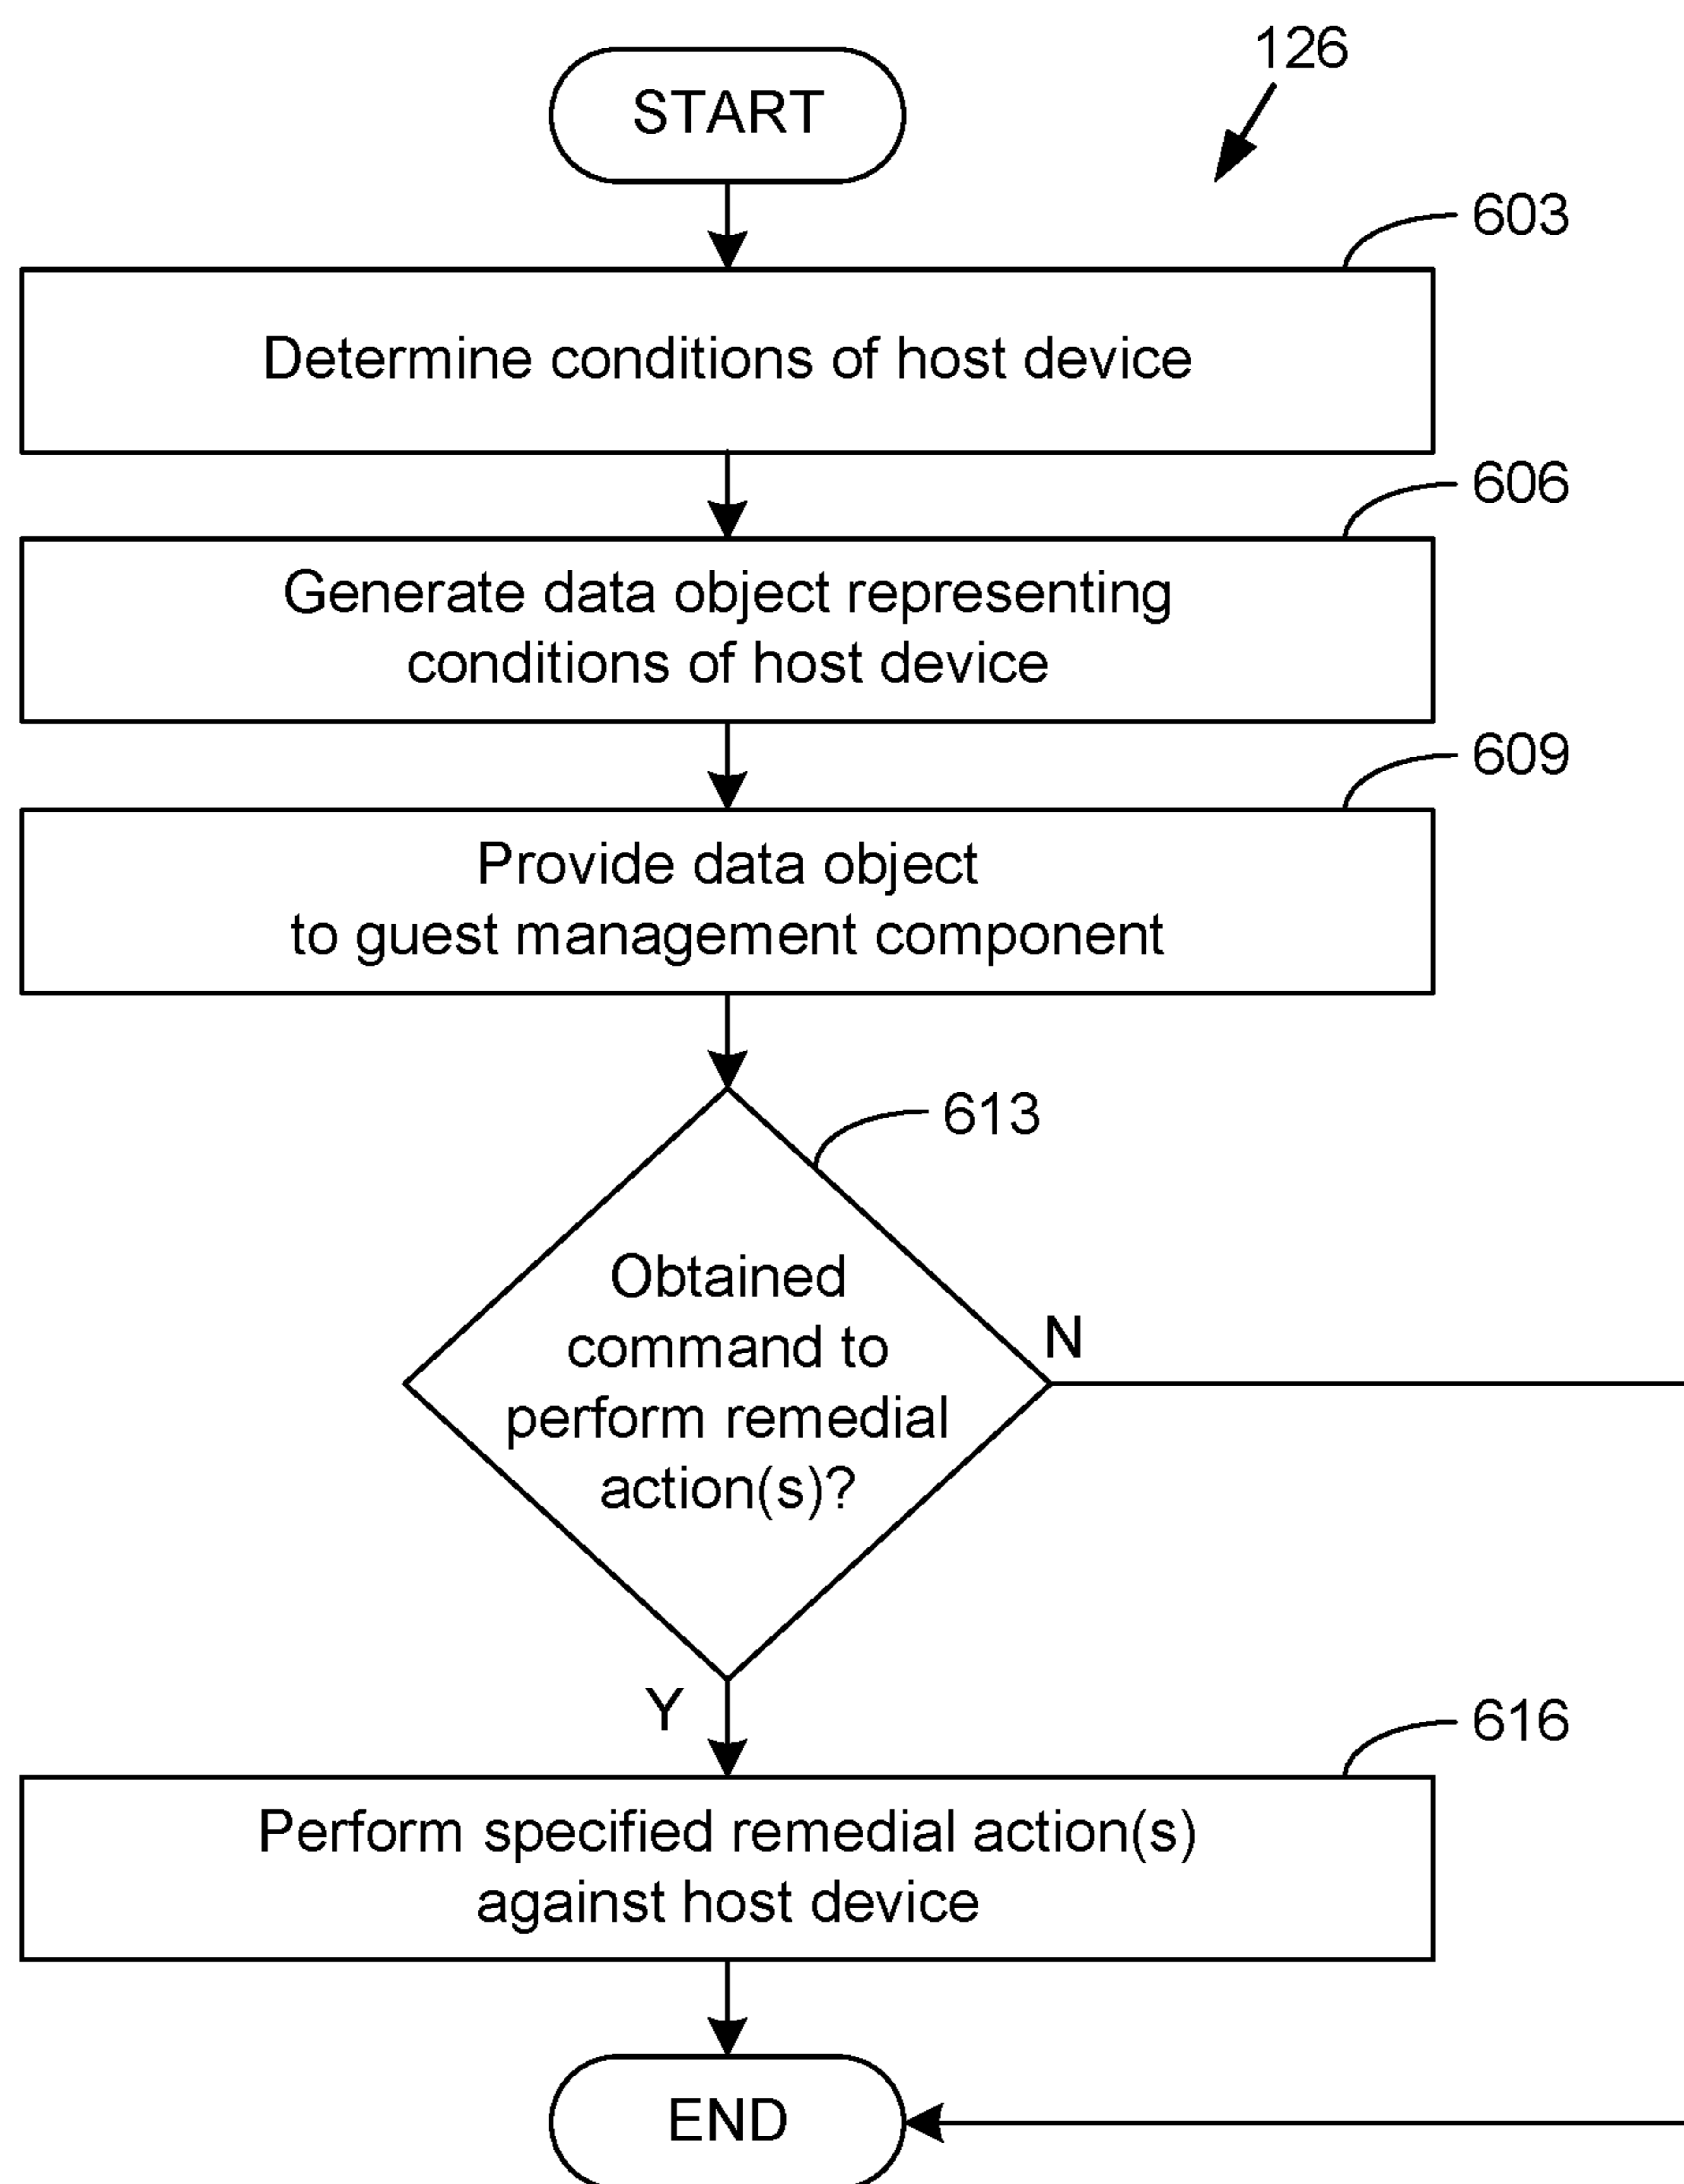 126
START
603
Determine conditions of host device
606
Generate data object representing
conditions of host device
609
Provide data object
to guest management component
613
Obtained
command to
perform remedial
action(s)?
N
Y
616
Perform specified remedial action(s)
against host device
END